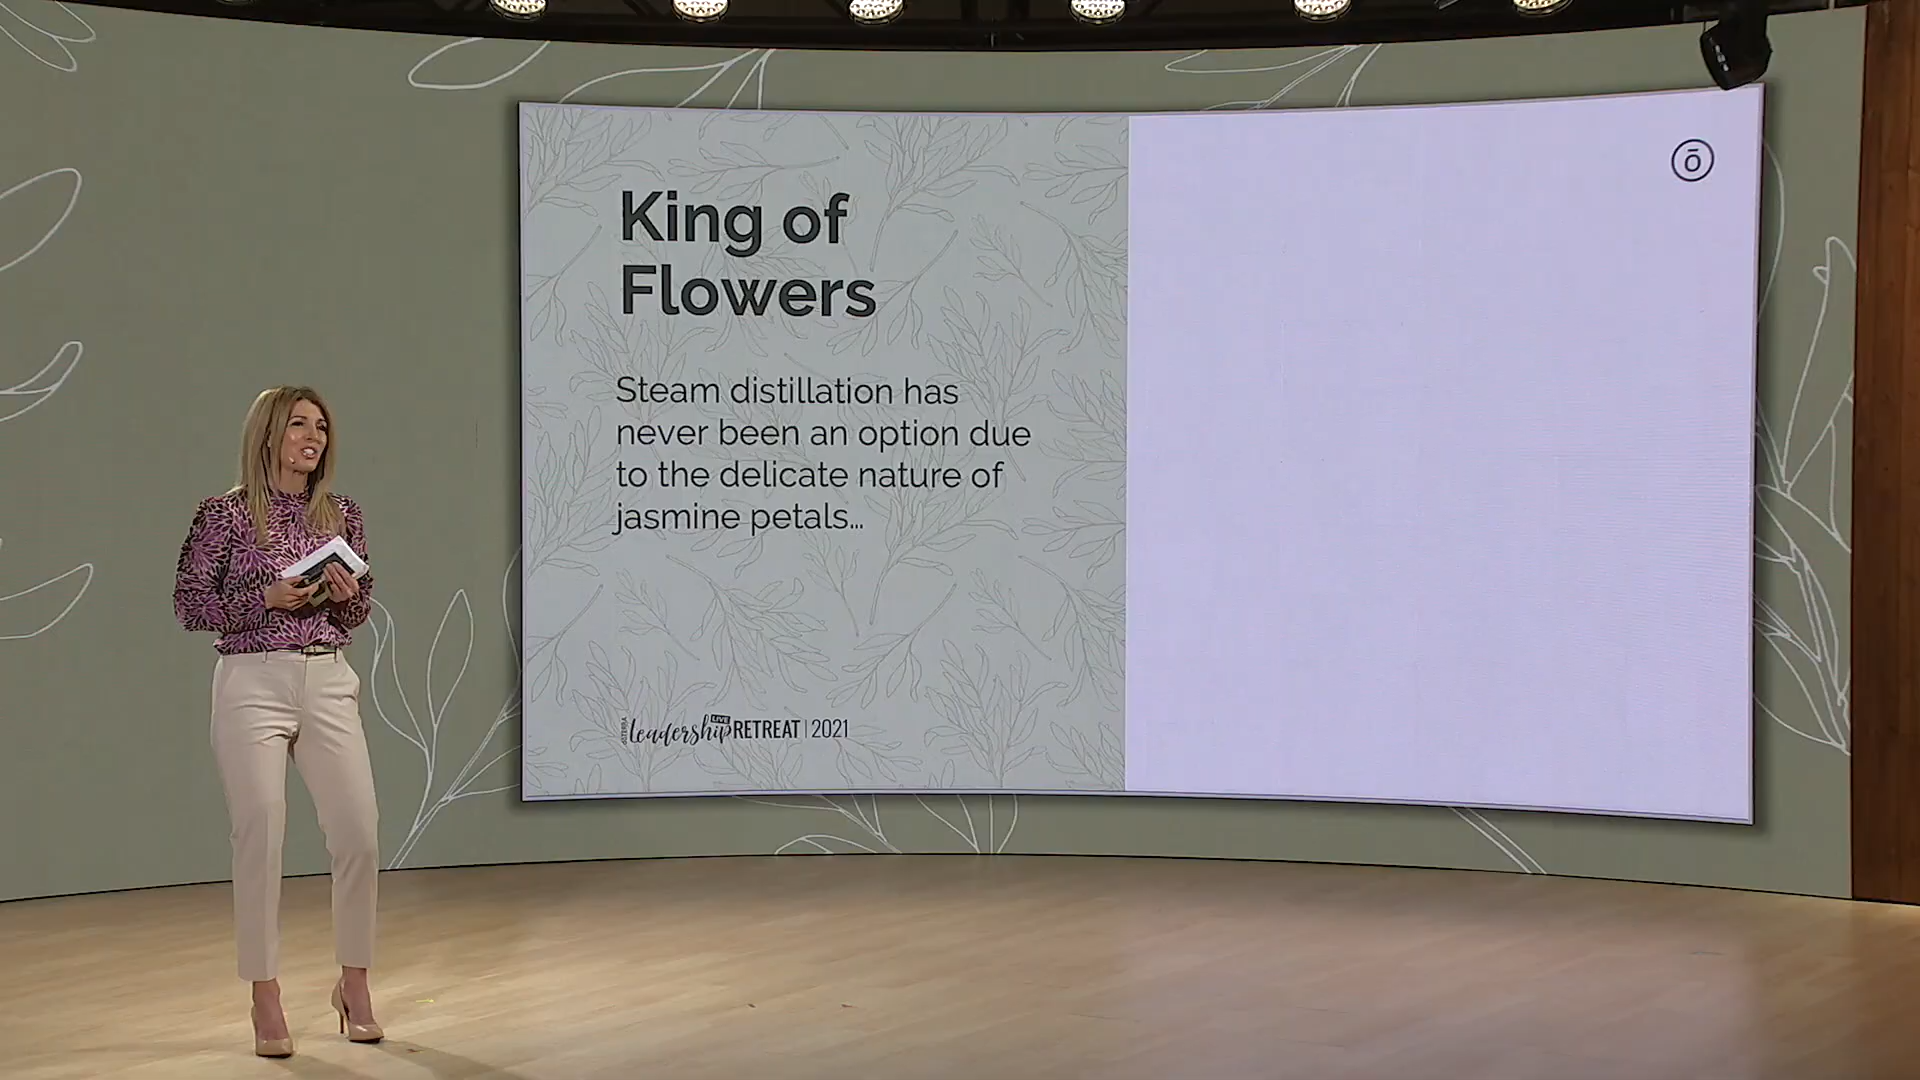 ō
King of
Flowers
Steam distillation has
never been an option due
to the delicate nature of
jasmine petals...
dōTERRA Leadership LIVE RETREAT | 2021